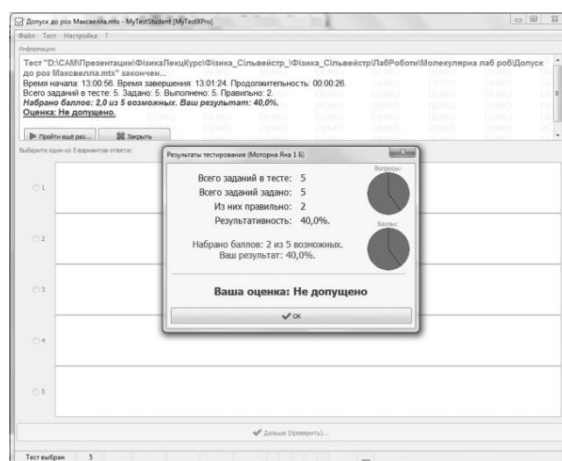 Допуск до роз Максвелла.mtx - MyTestStudent [MyTestXPro]
Файл Тест Настройка ?
Информация:
Тест "D:\САМ\Презентации\ФізикаЛекцКурс\Фізика_Сільвейстр_\Фізика_Сільвейстр\ЛабРоботи\Молекулярна лаб роб\Допуск
до роз Максвелла.mtx" закончен...
Время начала: 13:00:56. Время завершения: 13:01:24. Продолжительность: 00:00:26.
Всего заданий в тесте: 5. Задано: 5. Выполнено: 5. Правильно: 2.
Набрано баллов: 2,0 из 5 возможных. Ваш результат: 40,0%.
Оценка: Не допущено.
Пройти ещё раз... Закрыть
Выберите один из 5 вариантов ответа:
Результаты тестирования (Моторна Яна 1 Б)
Всего заданий в тесте: 5
Всего заданий задано: 5
Из них правильно: 2
Результативность: 40,0%.
Вопросы:
Баллы:
Набрано баллов: 2 из 5 возможных.
Ваш результат: 40,0%.
Ваша оценка: Не допущено
OK
1
2
3
4
5
Дальше (проверить)...
Тест выбран 5